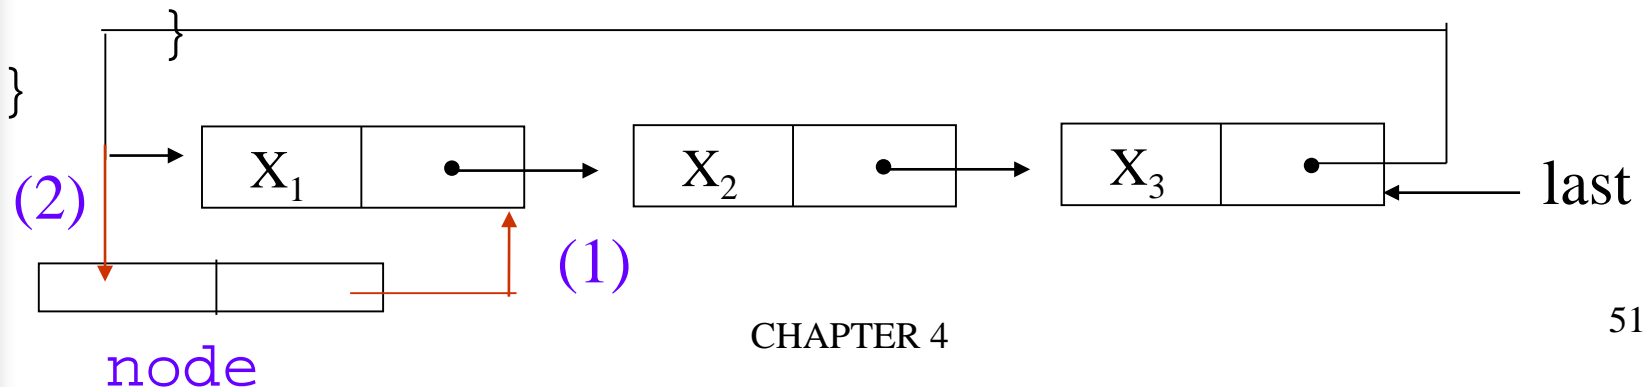 }
}
X₁ X₂ X₃
last
(2)
(1)
CHAPTER 4
51
node